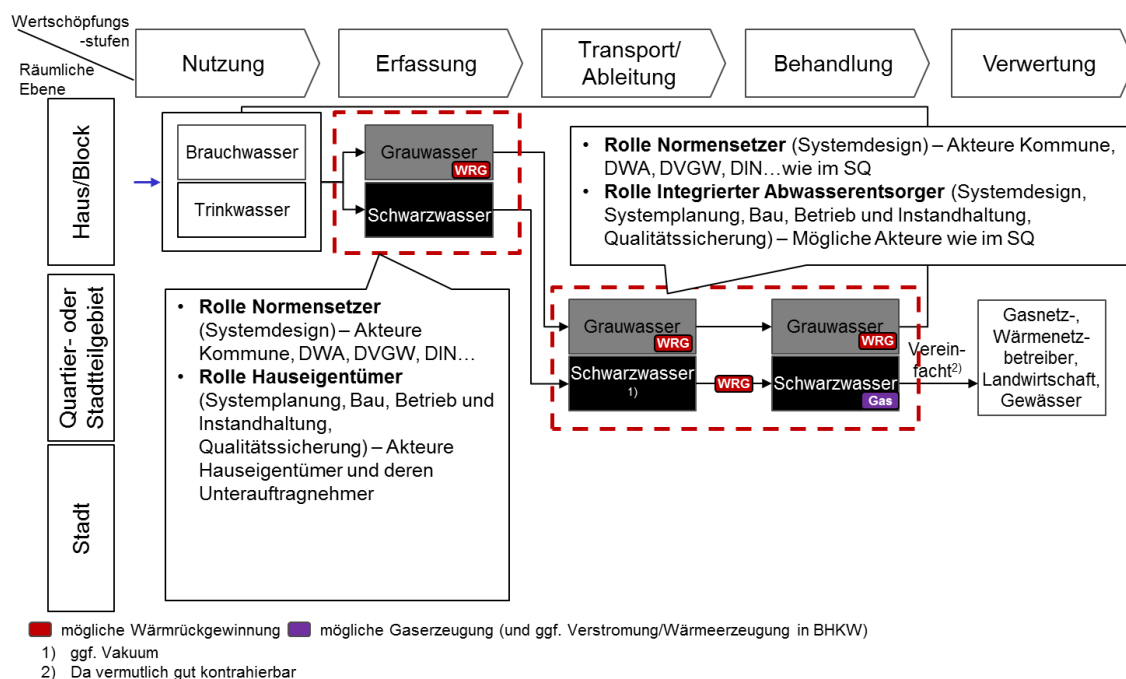 Wertschöpfungs
-stufen
Räumliche
Ebene
Nutzung
Erfassung
Transport/
Ableitung
Behandlung
Verwertung
Haus/Block
Brauchwasser
Trinkwasser
Grauwasser
WRG
Schwarzwasser
• Rolle Normensetzer (Systemdesign) – Akteure Kommune,
DWA, DVGW, DIN…wie im SQ
• Rolle Integrierter Abwasserentsorger (Systemdesign,
Systemplanung, Bau, Betrieb und Instandhaltung,
Qualitätssicherung) – Mögliche Akteure wie im SQ
• Rolle Normensetzer
(Systemdesign) – Akteure
Kommune, DWA, DVGW, DIN…
• Rolle Hauseigentümer
(Systemplanung, Bau, Betrieb und
Instandhaltung,
Qualitätssicherung) – Akteure
Hauseigentümer und deren
Unterauftragnehmer
Quartier- oder
Stadtteilgebiet
Grauwasser
WRG
Schwarzwasser
1)
WRG
Grauwasser
WRG
Schwarzwasser
Gas
Verein-
facht2)
Gasnetz-,
Wärmenetz-
betreiber,
Landwirtschaft,
Gewässer
Stadt
mögliche Wärmrückgewinnung
mögliche Gaserzeugung (und ggf. Verstromung/Wärmeerzeugung in BHKW)
1) ggf. Vakuum
2) Da vermutlich gut kontrahierbar